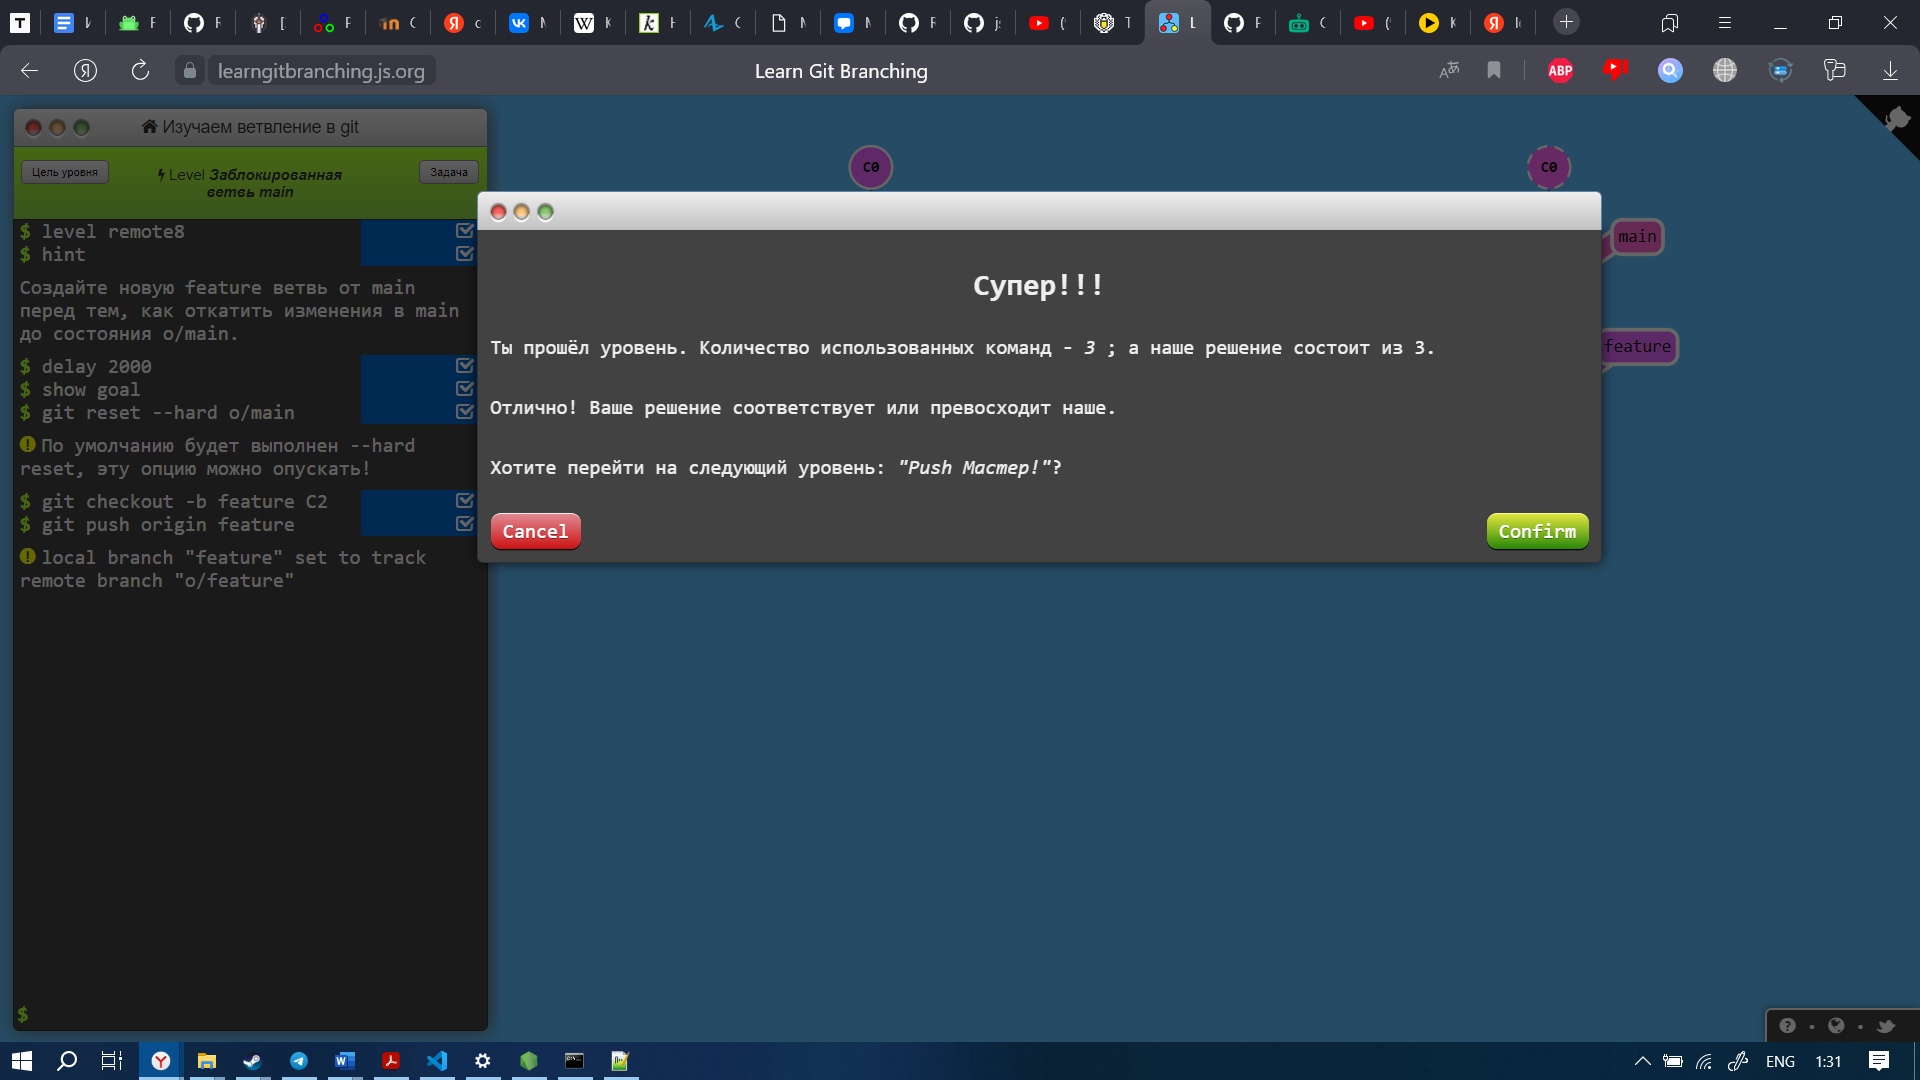 learngitbranching.js.org
Learn Git Branching
ABP
Изучаем ветвление в git
Цель уровня
Level Заблокированная
ветвь main
Задача
$ level remote8
$ hint
Создайте новую feature ветвь от main
перед тем, как откатить изменения в main
до состояния o/main.
$ delay 2000
$ show goal
$ git reset --hard o/main
По умолчанию будет выполнен --hard
reset, эту опцию можно опускать!
$ git checkout -b feature C2
$ git push origin feature
local branch "feature" set to track
remote branch "o/feature"
$
C0
C0
main
feature
Супер!!!
Ты прошёл уровень. Количество использованных команд - 3 ; а наше решение состоит из 3.
Отлично! Ваше решение соответствует или превосходит наше.
Хотите перейти на следующий уровень: "Push Мастер!"?
Cancel
Confirm
ENG
1:31